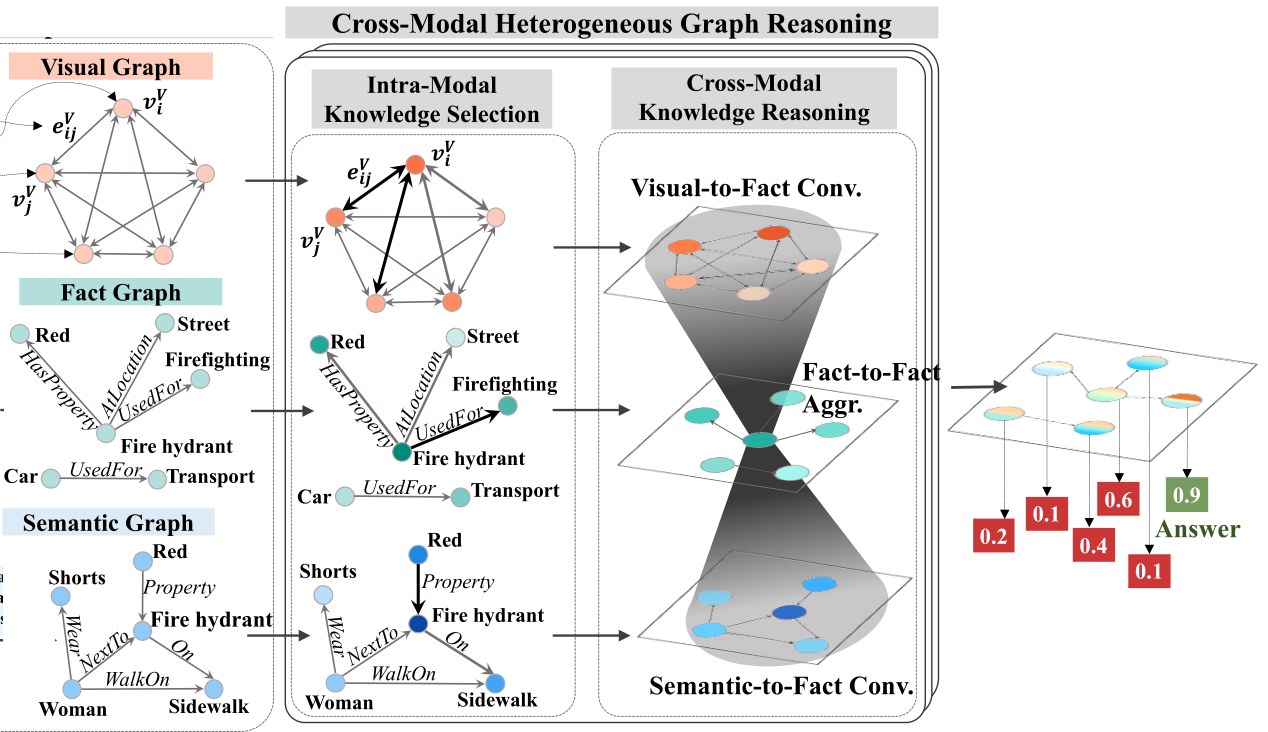 Cross-Modal Heterogeneous Graph Reasoning
Visual Graph
v_i^V
e_ij^V
v_j^V
Fact Graph
Red
Street
HasProperty
AtLocation
Firefighting
UsedFor
Fire hydrant
Car
UsedFor
Transport
Semantic Graph
Red
Shorts
Property
Fire hydrant
Wear
NextTo
On
WalkOn
Woman
Sidewalk
Intra-Modal
Knowledge Selection
v_i^V
e_ij^V
v_j^V
Red
Street
HasProperty
AtLocation
Firefighting
UsedFor
Fire hydrant
Car
UsedFor
Transport
Red
Shorts
Property
Fire hydrant
Wear
NextTo
On
WalkOn
Woman
Sidewalk
Cross-Modal
Knowledge Reasoning
Visual-to-Fact Conv.
Fact-to-Fact
Aggr.
Semantic-to-Fact Conv.
0.2
0.1
0.4
0.6
0.1
0.9
Answer